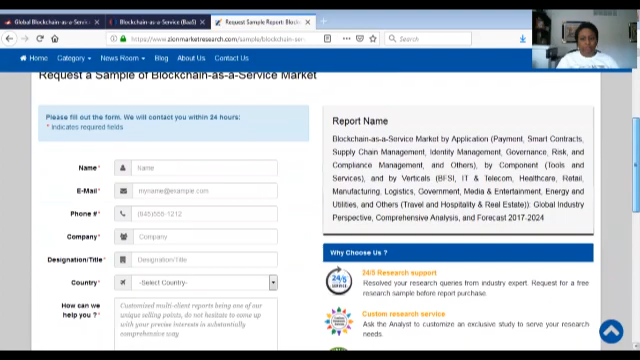 Global Blockchain-as-a-Servic
Blockchain-as-a-Service (BaaS)
Request Sample Report: Blockc
https://www.zionmarketresearch.com/sample/blockchain-ser
Search
Home
Category
News Room
Blog
About Us
Contact Us
Request a Sample of Blockchain-as-a-Service Market
Please fill out the form. We will contact you within 24 hours:
* Indicates required fields
Name*
Name
E-Mail*
myname@example.com
Phone #*
(845)555-1212
Company*
Company
Designation/Title*
Designation/Title
Country*
-Select Country-
How can we
help you ?*
Customized multi-client reports being one of our
unique selling points, do not hesitate to come
up with your precise interests in substantially
comprehensive way
Report Name
Blockchain-as-a-Service Market by Application (Payment, Smart Contracts,
Supply Chain Management, Identity Management, Governance, Risk, and
Compliance Management, and Others), by Component (Tools and
Services), and by Verticals (BFSI, IT & Telecom, Healthcare, Retail,
Manufacturing, Logistics, Government, Media & Entertainment, Energy and
Utilities, and Others (Travel and Hospitality & Real Estate)): Global Industry
Perspective, Comprehensive Analysis, and Forecast 2017-2024
Why Choose Us ?
24/5
SERVICE
24/5 Research support
Resolved your research queries from industry expert. Request for a free
research sample before report purchase.
Custom research service
Ask the Analyst to customize an exclusive study to serve your research
needs.